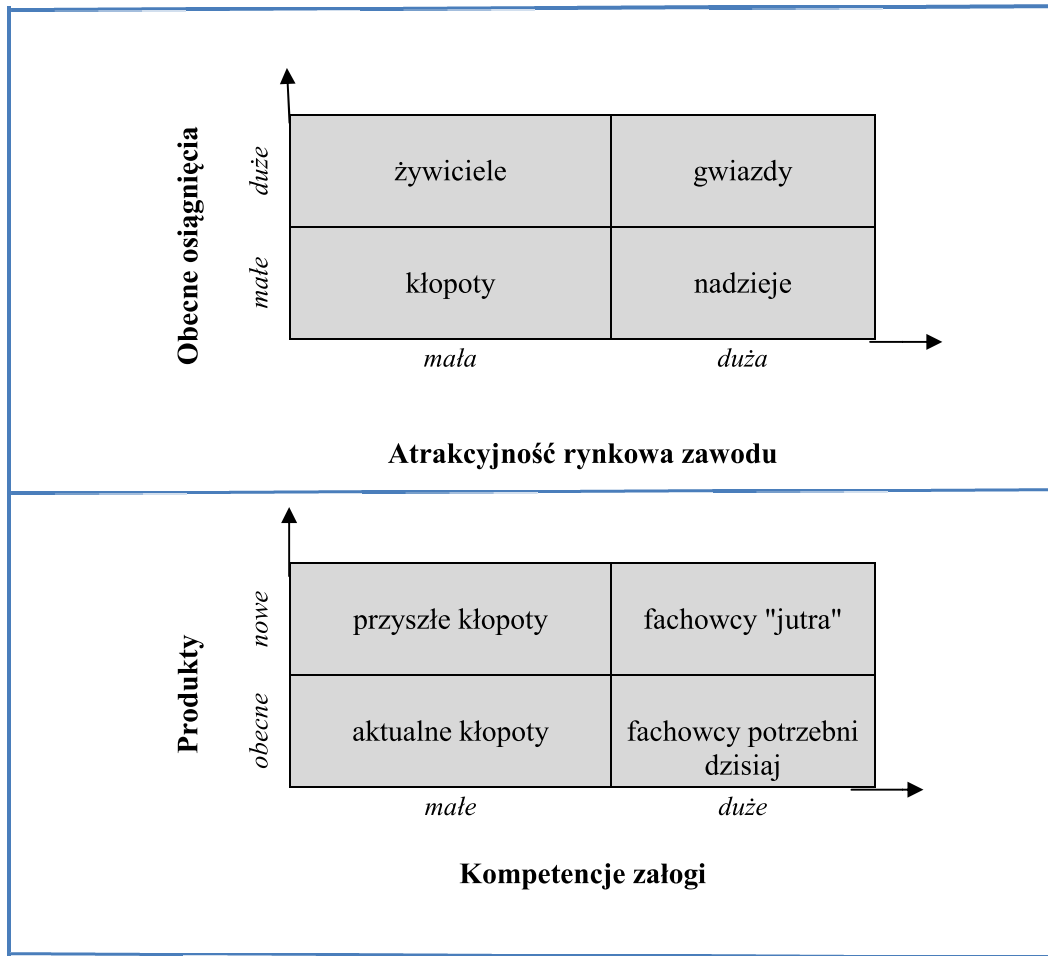 Obecne osiągnięcia
duże
żywiciele
gwiazdy
małe
kłopoty
nadzieje
mała
duża
Atrakcyjność rynkowa zawodu
Produkty
nowe
przyszłe kłopoty
fachowcy "jutra"
obecne
aktualne kłopoty
fachowcy potrzebni
dzisiaj
małe
duże
Kompetencje załogi